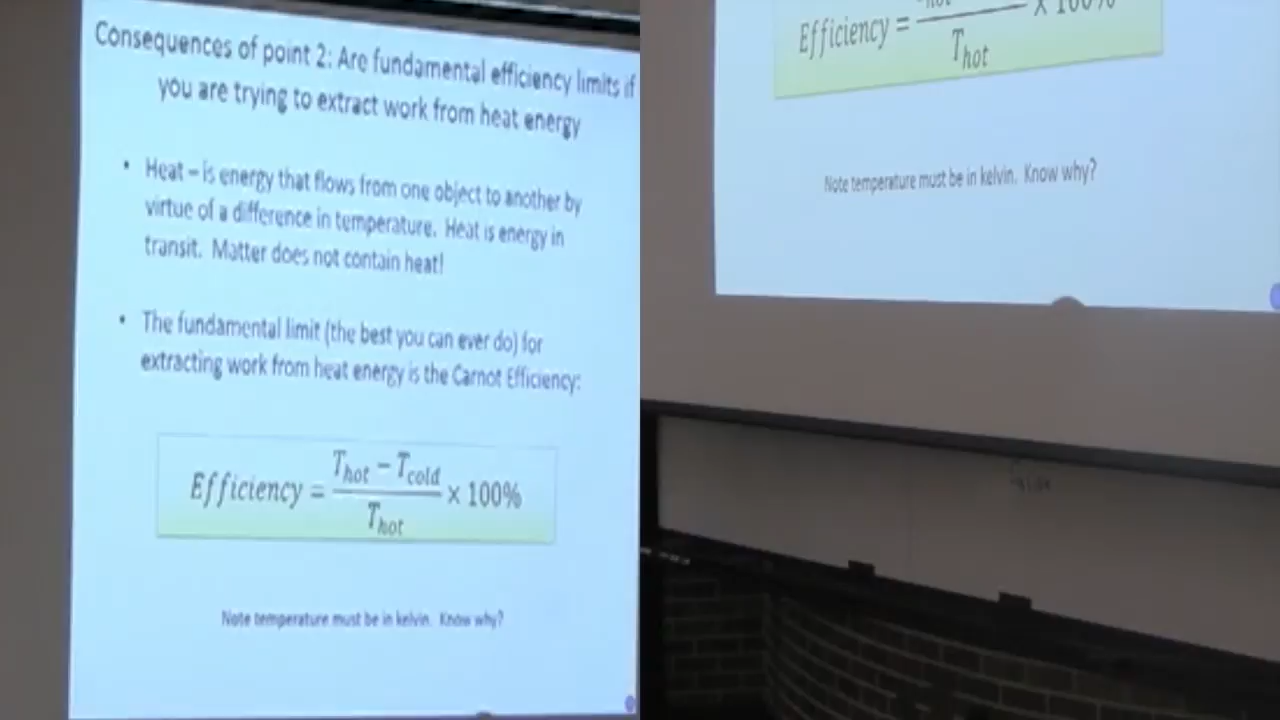 Consequences of point 2: Are fundamental efficiency limits if
you are trying to extract work from heat energy
• Heat – is energy that flows from one object to another by
virtue of a difference in temperature. Heat is energy in
transit. Matter does not contain heat!
• The fundamental limit (the best you can ever do) for
extracting work from heat energy is the Carnot Efficiency:
Efficiency = (T_hot − T_cold) / T_hot × 100%
Note temperature must be in kelvin. Know why?
Efficiency = / T_hot × 100%
Note temperature must be in kelvin. Know why?